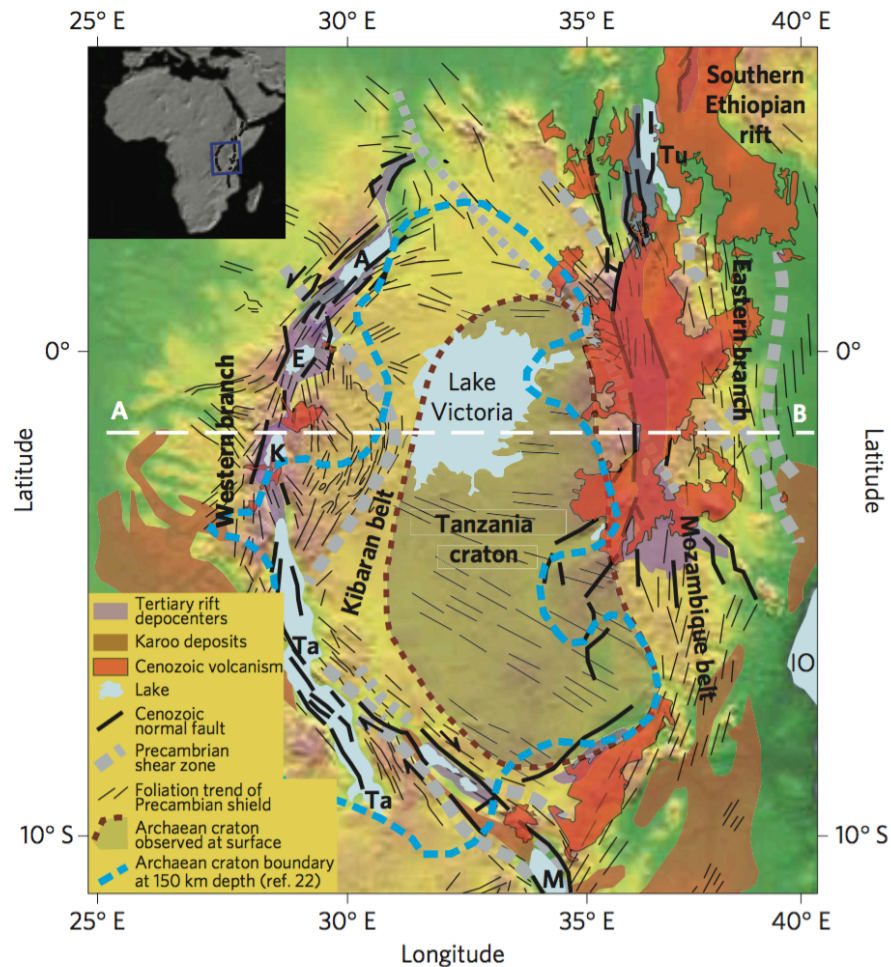 25° E 30° E 35° E 40° E
Southern
Ethiopian
rift
Tu
A
Eastern branch
E
0° 0°
Lake
Victoria
Western branch
A B
K
Latitude Latitude
Kibaran belt
Tanzania
craton
Mozambique belt
Tertiary rift
depocenters
Karoo deposits
Cenozoic volcanism
Lake
Cenozoic
normal fault
Precambrian
shear zone
Foliation trend of
Precambian shield
Archaean craton
observed at surface
Archaean craton boundary
at 150 km depth (ref. 22)
Ta
IO
Ta
10° S 10° S
M
25° E 30° E 35° E 40° E
Longitude